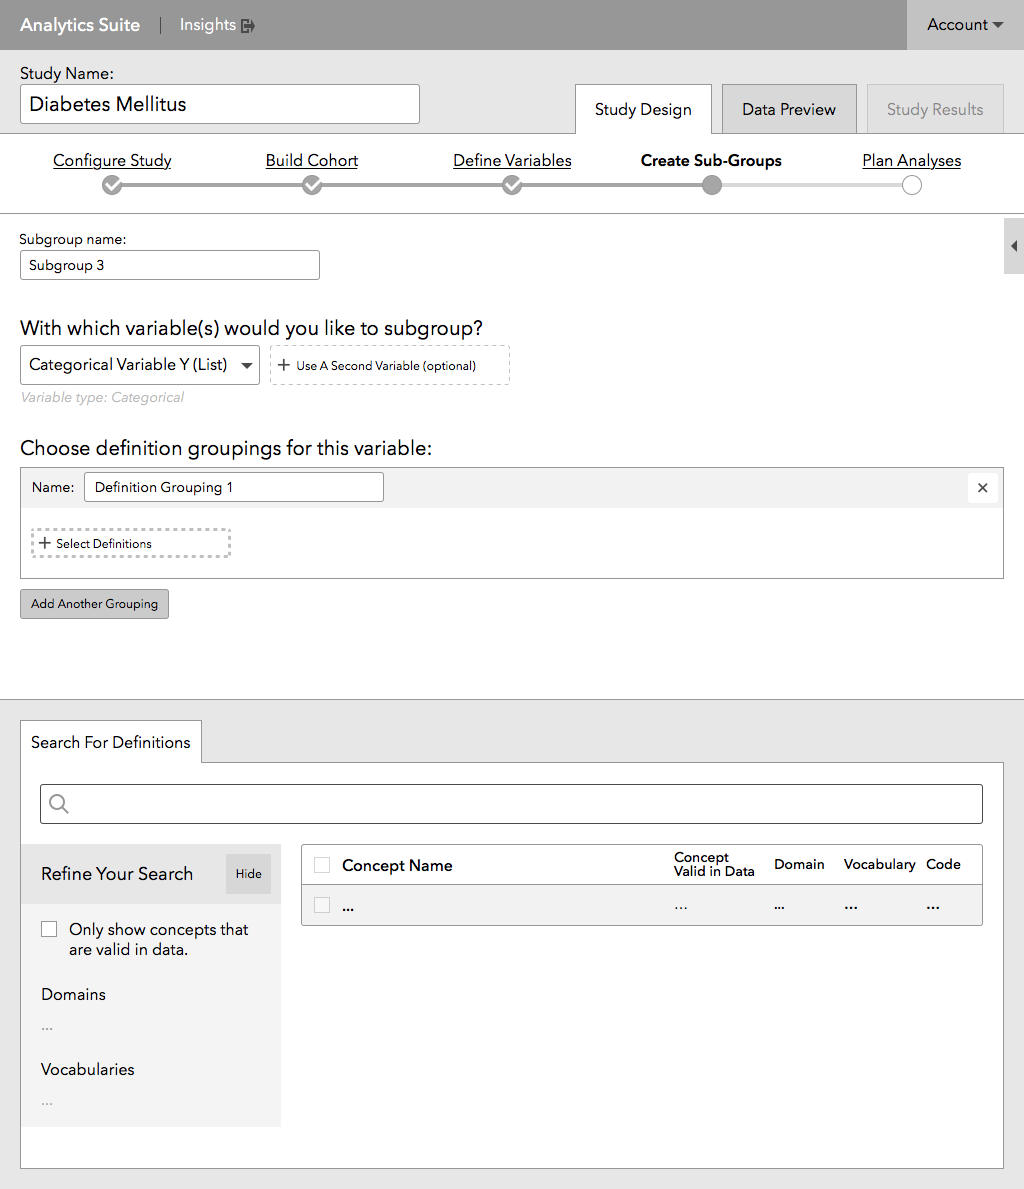 Analytics Suite | Insights Account
Study Name:
Diabetes Mellitus
Study Design Data Preview Study Results
Configure Study Build Cohort Define Variables Create Sub-Groups Plan Analyses
Subgroup name:
Subgroup 3
With which variable(s) would you like to subgroup?
Categorical Variable Y (List) + Use A Second Variable (optional)
Variable type: Categorical
Choose definition groupings for this variable:
Name: Definition Grouping 1 ×
+ Select Definitions
Add Another Grouping
Search For Definitions
Refine Your Search Hide
Only show concepts that
are valid in data.
Domains
...
Vocabularies
...
Concept Name Concept Valid in Data Domain Vocabulary Code
... ... ... ... ...